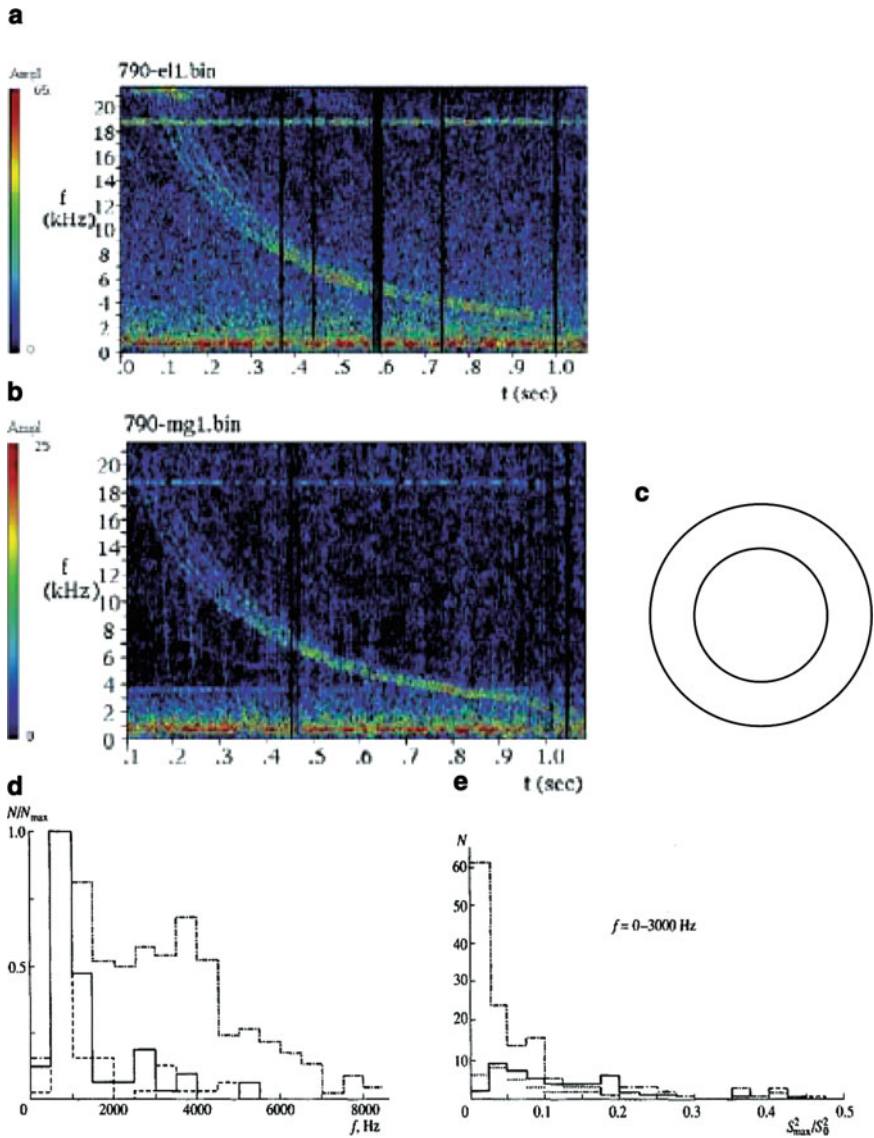 a
790-el1.bin
Ampl
65
20
18
16
14
12
10
8
6
4
2
0
f
(kHz)
0
.0 .1 .2 .3 .4 .5 .6 .7 .8 .9 1.0
t (sec)
b
790-mg1.bin
Ampl
25
20
18
16
14
12
10
8
6
4
2
0
f
(kHz)
.1 .2 .3 .4 .5 .6 .7 .8 .9 1.0
t (sec)
c
d
N/Nmax
1.0
0.5
0 2000 4000 6000 8000
f, Hz
e
N
60
50
40
30
20
10
f = 0–3000 Hz
0 0.1 0.2 0.3 0.4 0.5
S²max/S²0